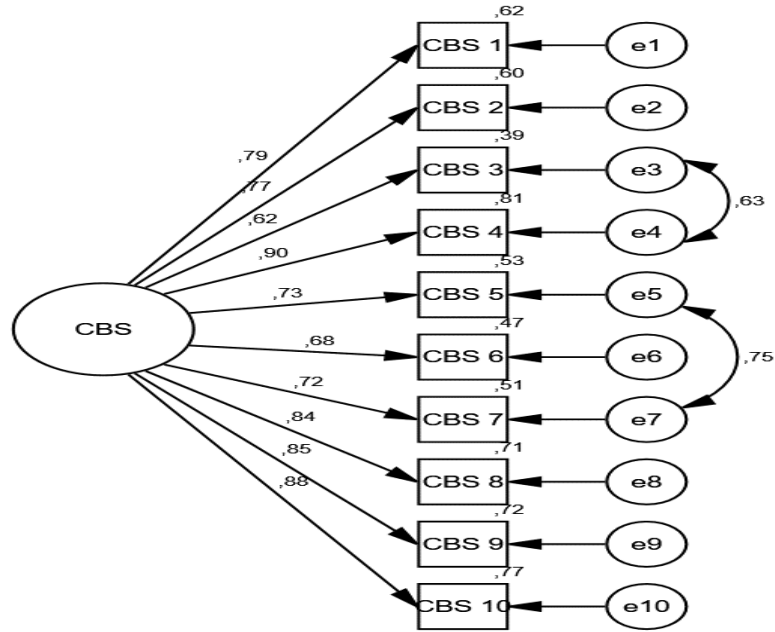 ,62
CBS 1
e1
,60
CBS 2
e2
,39
CBS 3
e3
,81
CBS 4
e4
,63
,53
CBS 5
e5
,47
CBS 6
e6
,51
CBS 7
e7
,75
,71
CBS 8
e8
,72
CBS 9
e9
,77
CBS 10
e10
,79
,77
,62
,90
,73
,68
,72
,84
,85
,88
CBS